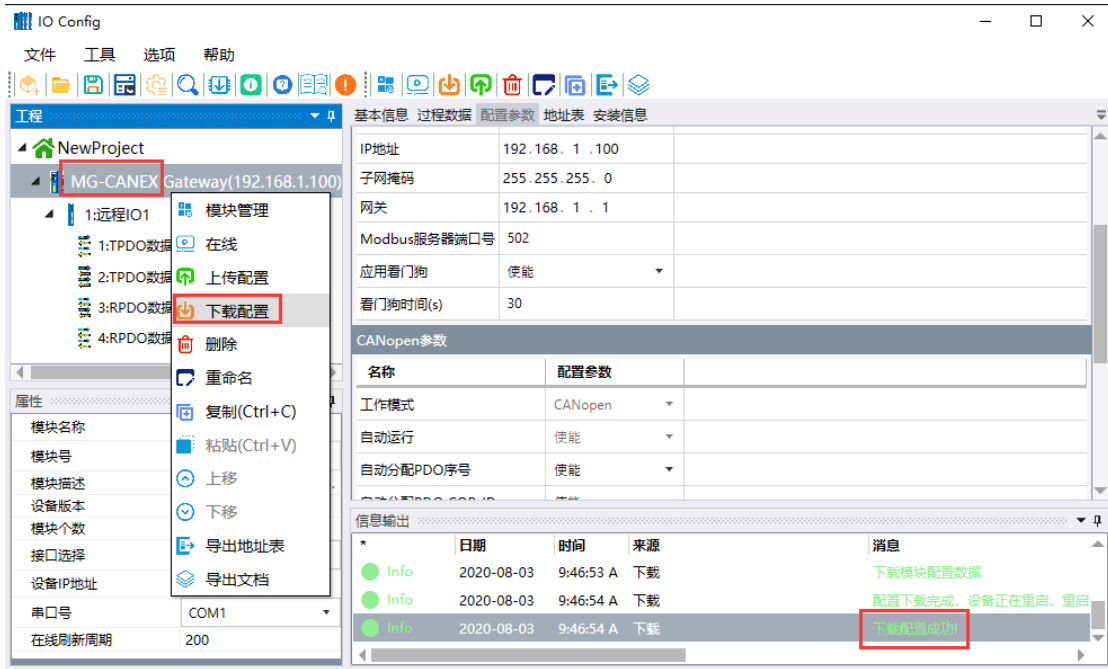 IO Config
文件 工具 选项 帮助
工程
NewProject
MG-CANEX Gateway(192.168.1.100)
1:远程IO1
1:TPDO数据
2:TPDO数据
3:RPDO数据
4:RPDO数据
模块管理
在线
上传配置
下载配置
删除
重命名
复制(Ctrl+C)
粘贴(Ctrl+V)
上移
下移
导出地址表
导出文档
属性
模块名称
模块号
模块描述
设备版本
模块个数
接口选择
设备IP地址
串口号 COM1
在线刷新周期 200
基本信息 过程数据 配置参数 地址表 安装信息
IP地址 192.168. 1 .100
子网掩码 255.255.255. 0
网关 192.168. 1 . 1
Modbus服务器端口号 502
应用看门狗 使能
看门狗时间(s) 30
CANopen参数
名称 配置参数
工作模式 CANopen
自动运行 使能
自动分配PDO序号 使能
信息输出
* 日期 时间 来源 消息
Info 2020-08-03 9:46:53 A 下载 下载模块配置数据
Info 2020-08-03 9:46:54 A 下载 配置下载完成，设备正在重启，重启
Info 2020-08-03 9:46:54 A 下载 下载配置成功!